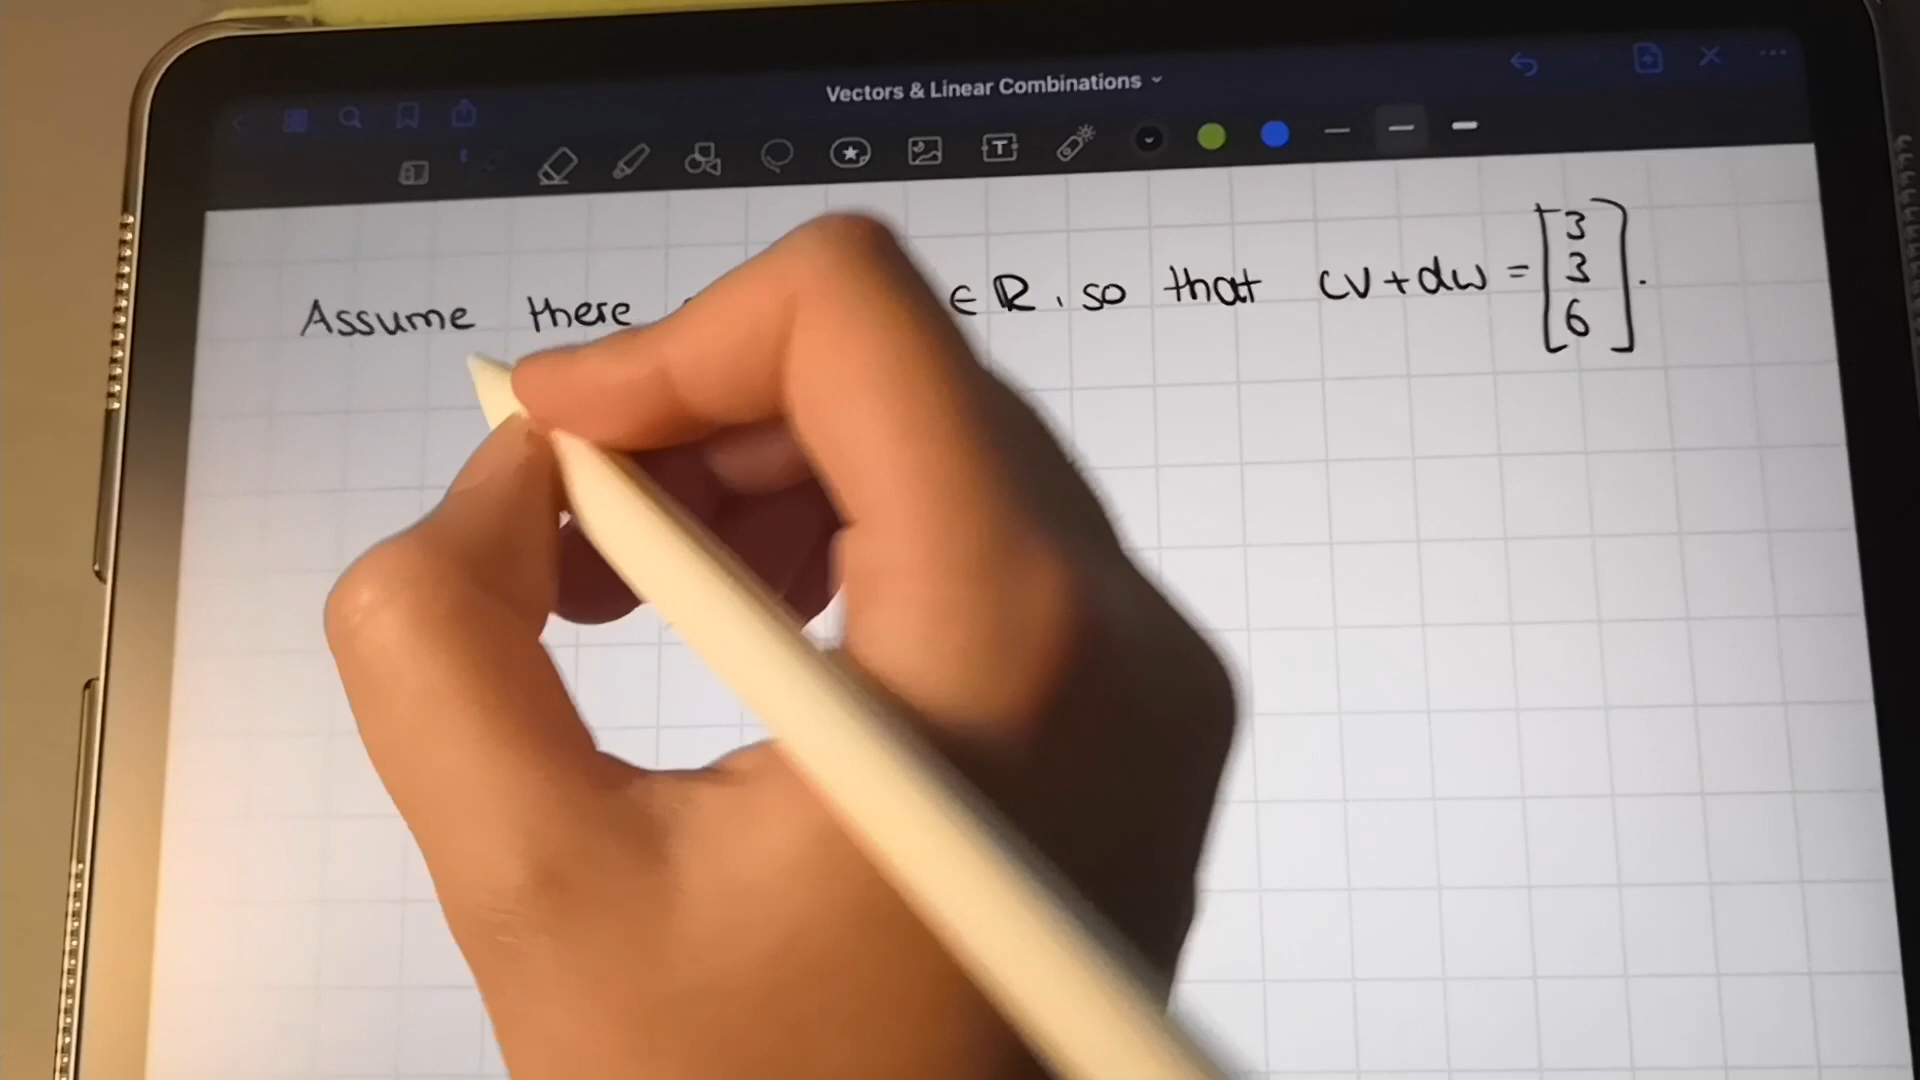 Vectors & Linear Combinations
Assume there ∈ ℝ, so that cv + dw = [3 3 6].